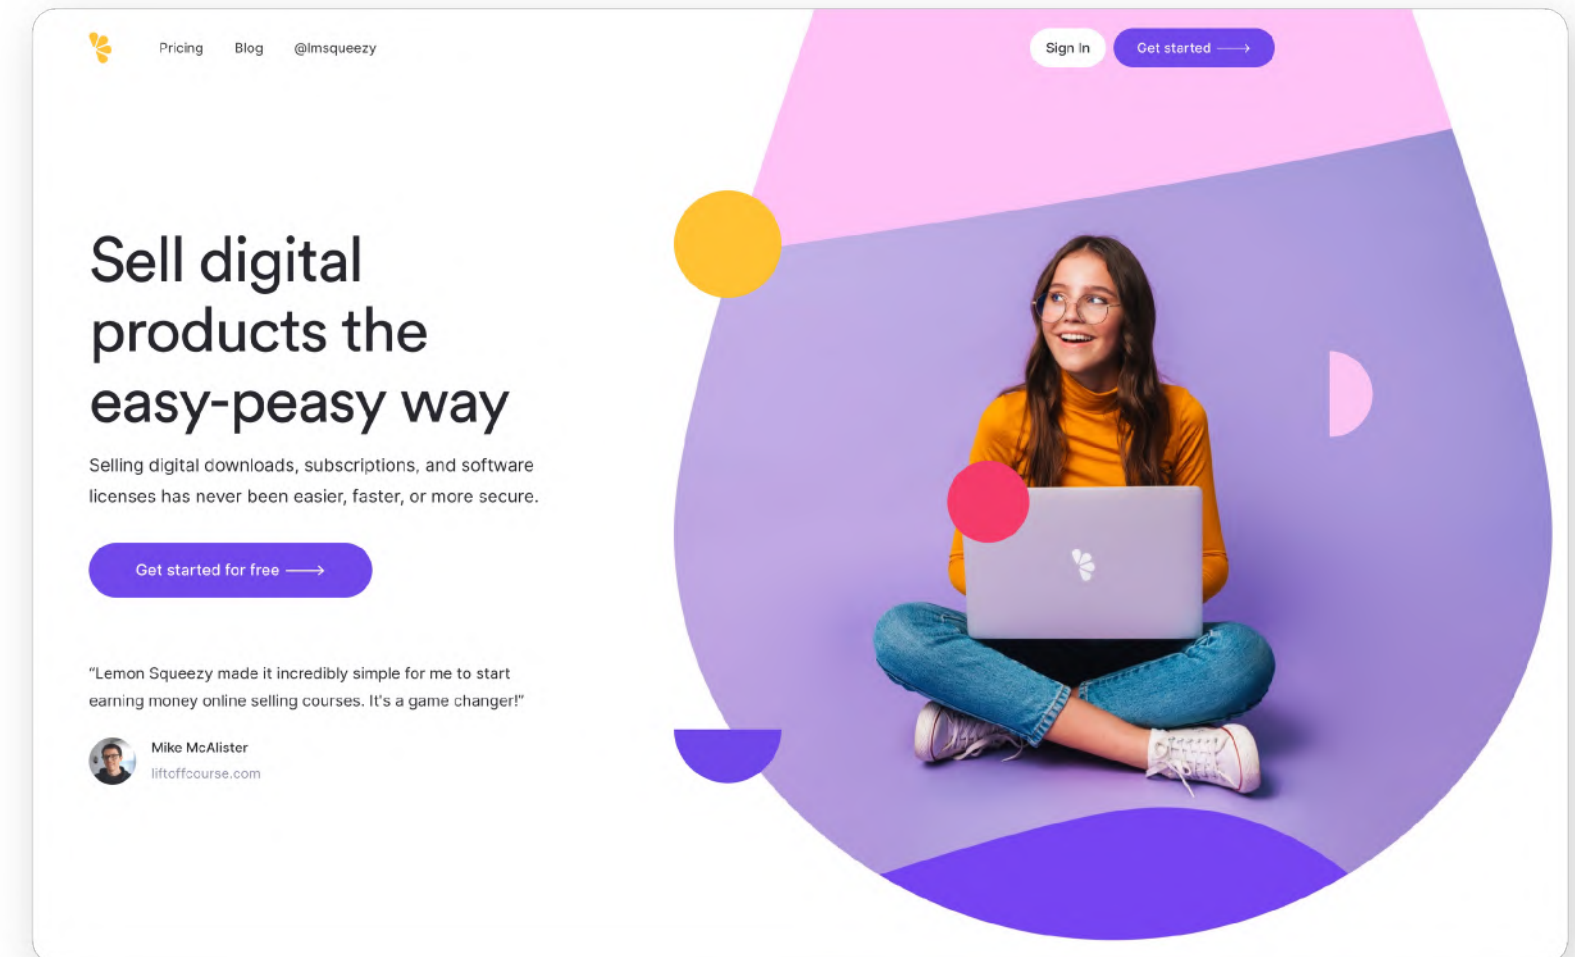 Pricing Blog @lmsqueezy Sign In Get started →
Sell digital
products the
easy-peasy way
Selling digital downloads, subscriptions, and software
licenses has never been easier, faster, or more secure.
Get started for free →
“Lemon Squeezy made it incredibly simple for me to start
earning money online selling courses. It's a game changer!”
Mike McAlister
liftoffcourse.com